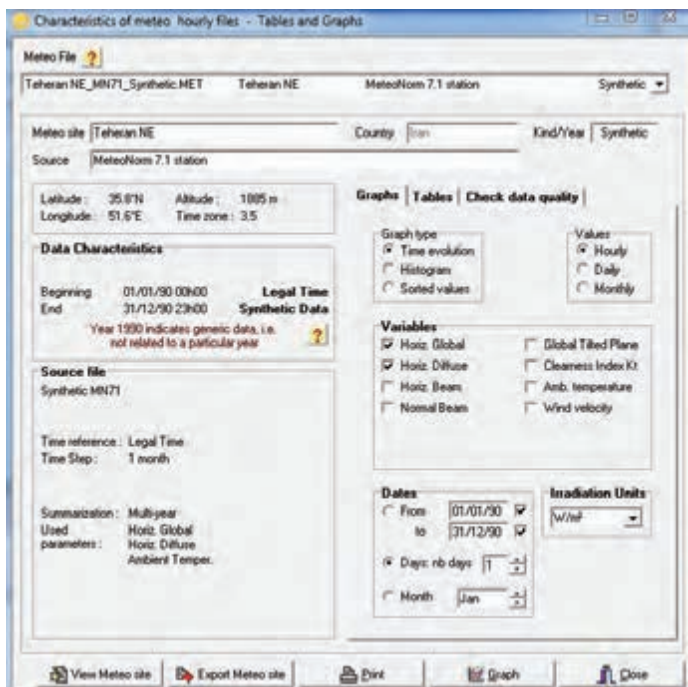 Characteristics of meteo hourly files - Tables and Graphs
Meteo File ?
Teheran NE_MN71_Synthetic.MET Teheran NE MeteoNorm 7.1 station Synthetic
Meteo site Teheran NE Country Iran Kind/Year Synthetic
Source MeteoNorm 7.1 station
Latitude : 35.8°N Altitude : 1885 m
Longitude : 51.6°E Time zone : 3.5
Data Characteristics
Beginning 01/01/90 00h00 Legal Time
End 31/12/90 23h00 Synthetic Data
Year 1990 indicates generic data, i.e.
not related to a particular year ?
Source file
Synthetic MN71
Time reference : Legal Time
Time Step : 1 month
Summarization : Multi-year
Used Horiz. Global
parameters : Horiz. Diffuse
Ambient Temper.
Graphs Tables Check data quality
Graph type Values
Time evolution Hourly
Histogram Daily
Sorted values Monthly
Variables
Horiz. Global Global Tilted Plane
Horiz. Diffuse Clearness Index Kt
Horiz. Beam Amb. temperature
Normal Beam Wind velocity
Dates Irradiation Units
From 01/01/90 W/m²
to 31/12/90
Days: nb days 1
Month Jan
View Meteo site Export Meteo site Print Graph Close